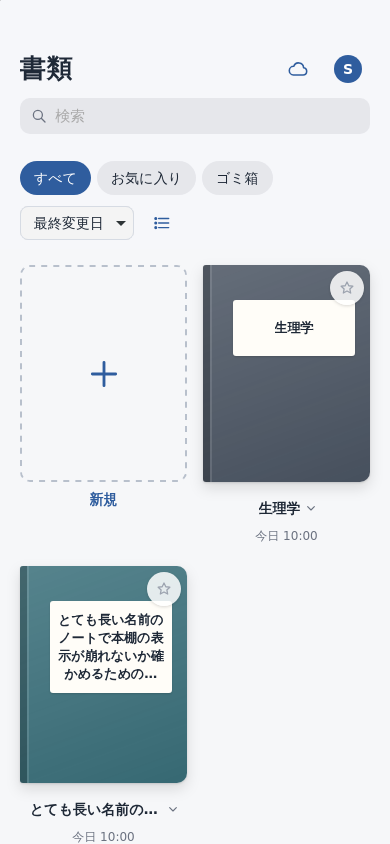 書類
S
検索
すべて
お気に入り
ゴミ箱
最終変更日
生理学
新規
生理学
今日 10:00
とても長い名前の
ノートで本棚の表
示が崩れないか確
かめるための…
とても長い名前の…
今日 10:00